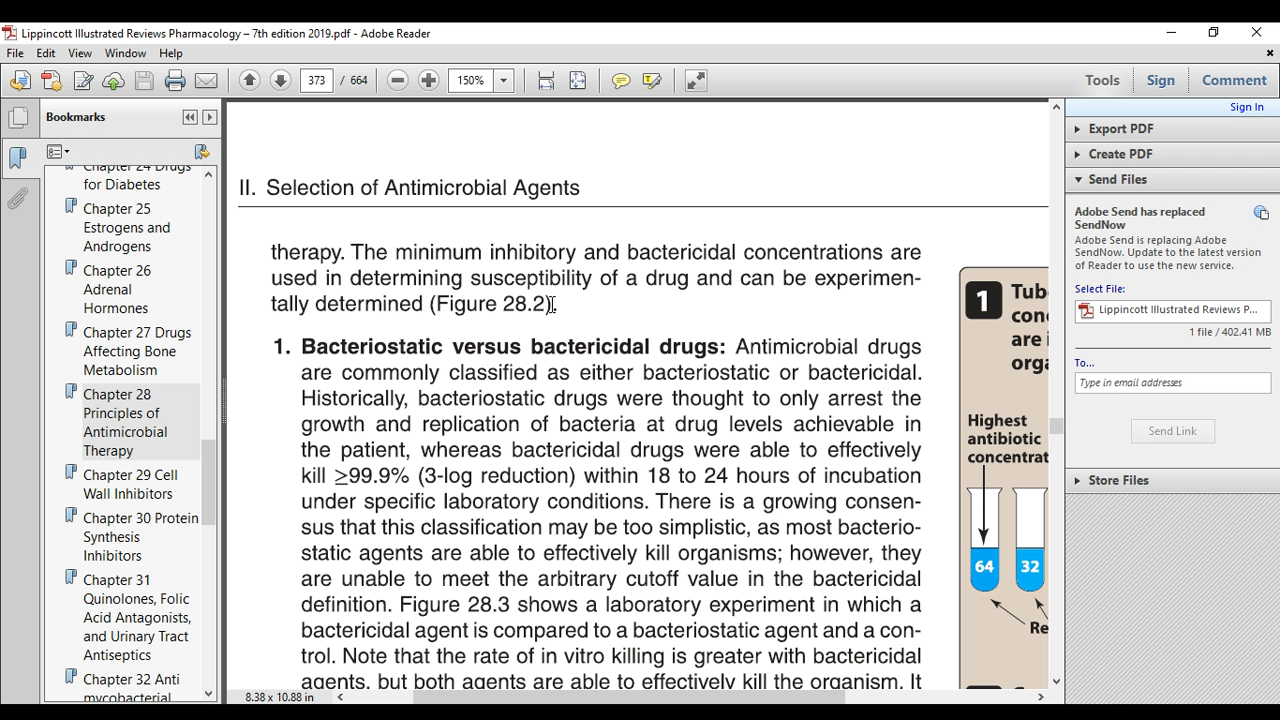 Lippincott Illustrated Reviews Pharmacology – 7th edition 2019.pdf - Adobe Reader
File Edit View Window Help
373 / 664
150%
Tools
Sign
Comment
Bookmarks
Chapter 24 Drugs
for Diabetes
Chapter 25
Estrogens and
Androgens
Chapter 26
Adrenal
Hormones
Chapter 27 Drugs
Affecting Bone
Metabolism
Chapter 28
Principles of
Antimicrobial
Therapy
Chapter 29 Cell
Wall Inhibitors
Chapter 30 Protein
Synthesis
Inhibitors
Chapter 31
Quinolones, Folic
Acid Antagonists,
and Urinary Tract
Antiseptics
Chapter 32 Anti
mycobacterial
II. Selection of Antimicrobial Agents
therapy. The minimum inhibitory and bactericidal concentrations are
used in determining susceptibility of a drug and can be experimen-
tally determined (Figure 28.2).
1. Bacteriostatic versus bactericidal drugs: Antimicrobial drugs
are commonly classified as either bacteriostatic or bactericidal.
Historically, bacteriostatic drugs were thought to only arrest the
growth and replication of bacteria at drug levels achievable in
the patient, whereas bactericidal drugs were able to effectively
kill ≥99.9% (3-log reduction) within 18 to 24 hours of incubation
under specific laboratory conditions. There is a growing consen-
sus that this classification may be too simplistic, as most bacterio-
static agents are able to effectively kill organisms; however, they
are unable to meet the arbitrary cutoff value in the bactericidal
definition. Figure 28.3 shows a laboratory experiment in which a
bactericidal agent is compared to a bacteriostatic agent and a con-
trol. Note that the rate of in vitro killing is greater with bactericidal
agents, but both agents are able to effectively kill the organism. It
1
Tub
con
are i
orga
Highest
antibiotic
concentrat
64
32
Re
8.38 x 10.88 in
Sign In
Export PDF
Create PDF
Send Files
Adobe Send has replaced
SendNow
Adobe Send is replacing Adobe
SendNow. Update to the latest version
of Reader to use the new service.
Select File:
Lippincott Illustrated Reviews P...
1 file / 402.41 MB
To...
Type in email addresses
Send Link
Store Files